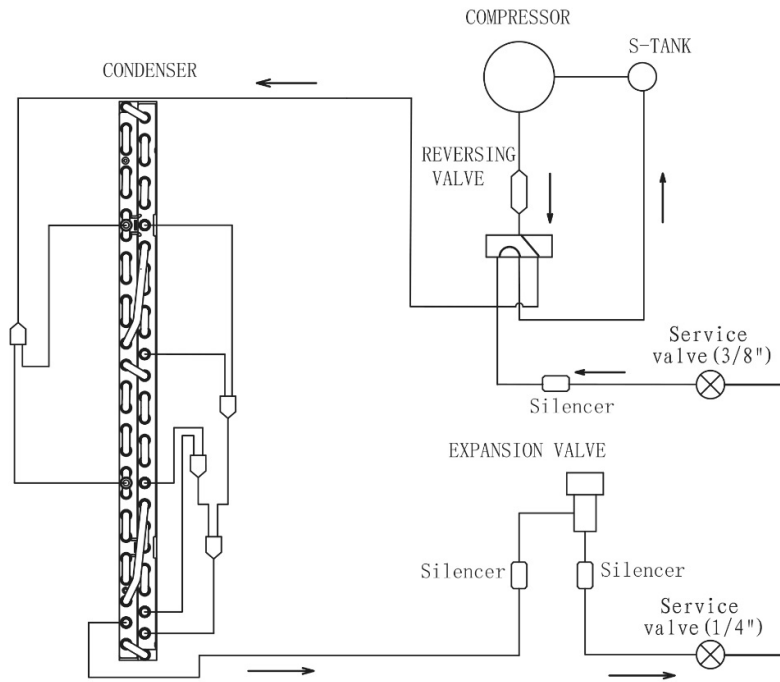 COMPRESSOR
S-TANK
CONDENSER
REVERSING
VALVE
Service
valve(3/8")
Silencer
EXPANSION VALVE
Silencer
Silencer
Service
valve(1/4")